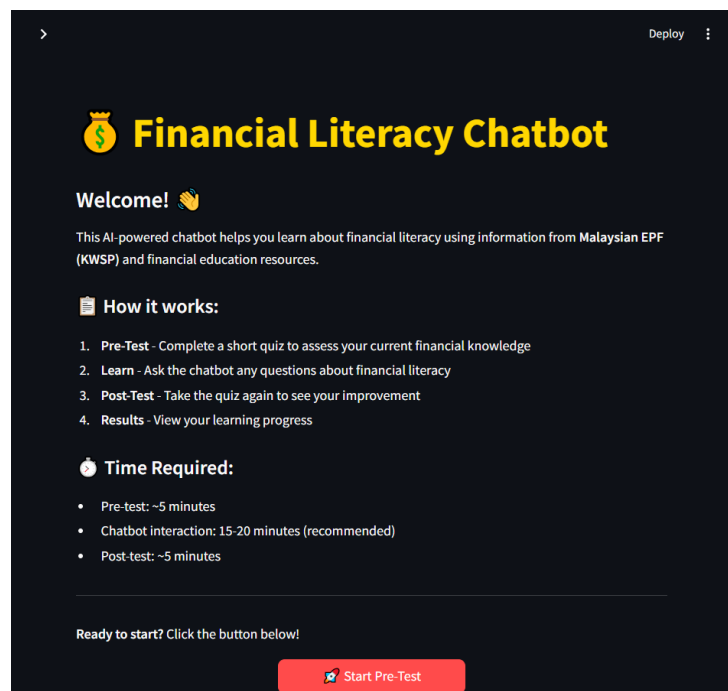 Deploy
Financial Literacy Chatbot
Welcome! 👋
This AI-powered chatbot helps you learn about financial literacy using information from Malaysian EPF
(KWSP) and financial education resources.
How it works:
1. Pre-Test - Complete a short quiz to assess your current financial knowledge
2. Learn - Ask the chatbot any questions about financial literacy
3. Post-Test - Take the quiz again to see your improvement
4. Results - View your learning progress
Time Required:
• Pre-test: ~5 minutes
• Chatbot interaction: 15-20 minutes (recommended)
• Post-test: ~5 minutes
Ready to start? Click the button below!
Start Pre-Test